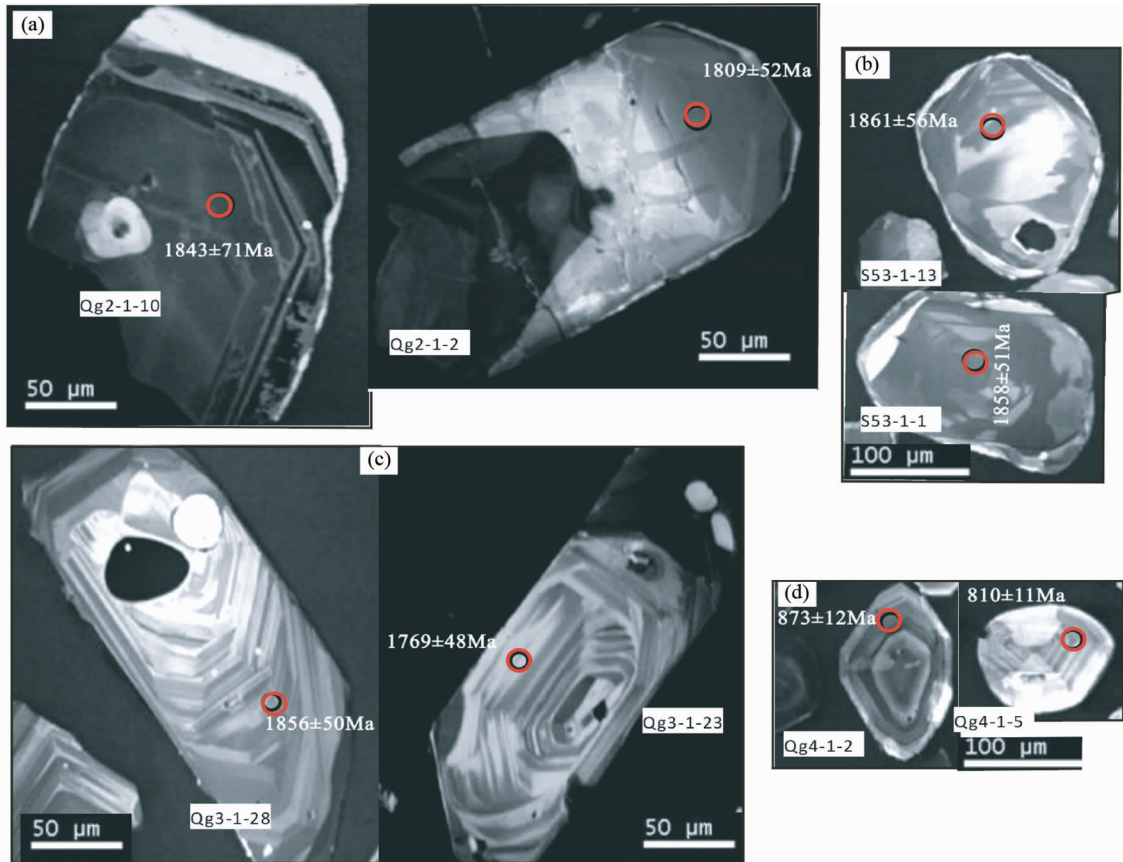 (a)
1843±71Ma
Qg2-1-10
50 μm
1809±52Ma
Qg2-1-2
50 μm
(b)
1861±56Ma
S53-1-13
1858±51Ma
S53-1-1
100 μm
(c)
1856±50Ma
Qg3-1-28
50 μm
1769±48Ma
Qg3-1-23
50 μm
(d)
873±12Ma
Qg4-1-2
810±11Ma
Qg4-1-5
100 μm